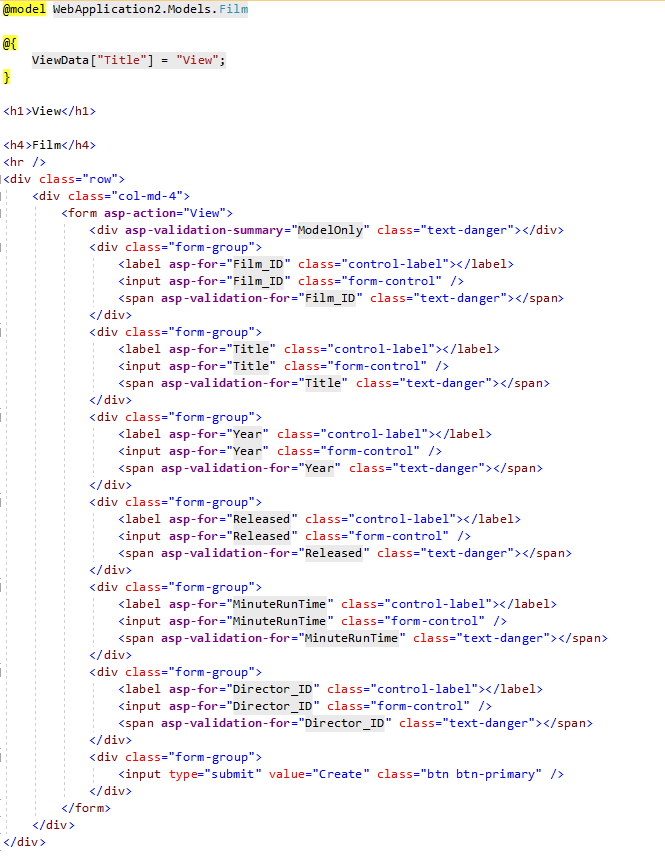 @model WebApplication2.Models.Film

@{
    ViewData["Title"] = "View";
}

<h1>View</h1>

<h4>Film</h4>
<hr />
<div class="row">
    <div class="col-md-4">
        <form asp-action="View">
            <div asp-validation-summary="ModelOnly" class="text-danger"></div>
            <div class="form-group">
                <label asp-for="Film_ID" class="control-label"></label>
                <input asp-for="Film_ID" class="form-control" />
                <span asp-validation-for="Film_ID" class="text-danger"></span>
            </div>
            <div class="form-group">
                <label asp-for="Title" class="control-label"></label>
                <input asp-for="Title" class="form-control" />
                <span asp-validation-for="Title" class="text-danger"></span>
            </div>
            <div class="form-group">
                <label asp-for="Year" class="control-label"></label>
                <input asp-for="Year" class="form-control" />
                <span asp-validation-for="Year" class="text-danger"></span>
            </div>
            <div class="form-group">
                <label asp-for="Released" class="control-label"></label>
                <input asp-for="Released" class="form-control" />
                <span asp-validation-for="Released" class="text-danger"></span>
            </div>
            <div class="form-group">
                <label asp-for="MinuteRunTime" class="control-label"></label>
                <input asp-for="MinuteRunTime" class="form-control" />
                <span asp-validation-for="MinuteRunTime" class="text-danger"></span>
            </div>
            <div class="form-group">
                <label asp-for="Director_ID" class="control-label"></label>
                <input asp-for="Director_ID" class="form-control" />
                <span asp-validation-for="Director_ID" class="text-danger"></span>
            </div>
            <div class="form-group">
                <input type="submit" value="Create" class="btn btn-primary" />
            </div>
        </form>
    </div>
</div>